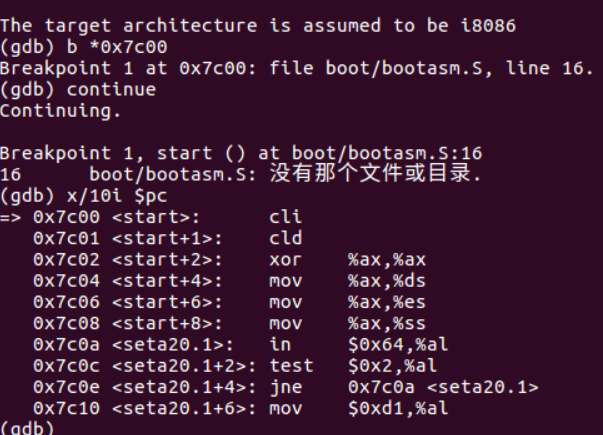 The target architecture is assumed to be i8086
(gdb) b *0x7c00
Breakpoint 1 at 0x7c00: file boot/bootasm.S, line 16.
(gdb) continue
Continuing.
Breakpoint 1, start () at boot/bootasm.S:16
16      boot/bootasm.S: 没有那个文件或目录.
(gdb) x/10i $pc
=> 0x7c00 <start>:      cli
   0x7c01 <start+1>:    cld
   0x7c02 <start+2>:    xor    %ax,%ax
   0x7c04 <start+4>:    mov    %ax,%ds
   0x7c06 <start+6>:    mov    %ax,%es
   0x7c08 <start+8>:    mov    %ax,%ss
   0x7c0a <seta20.1>:   in     $0x64,%al
   0x7c0c <seta20.1+2>: test   $0x2,%al
   0x7c0e <seta20.1+4>: jne    0x7c0a <seta20.1>
   0x7c10 <seta20.1+6>: mov    $0xd1,%al
(gdb)